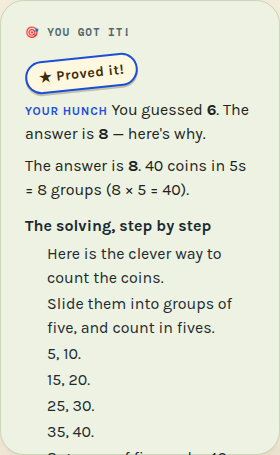 🎯 YOU GOT IT!
★ Proved it!
YOUR HUNCH You guessed 6. The
answer is 8 — here's why.
The answer is 8. 40 coins in 5s
= 8 groups (8 × 5 = 40).
The solving, step by step
Here is the clever way to
count the coins.
Slide them into groups of
five, and count in fives.
5, 10.
15, 20.
25, 30.
35, 40.